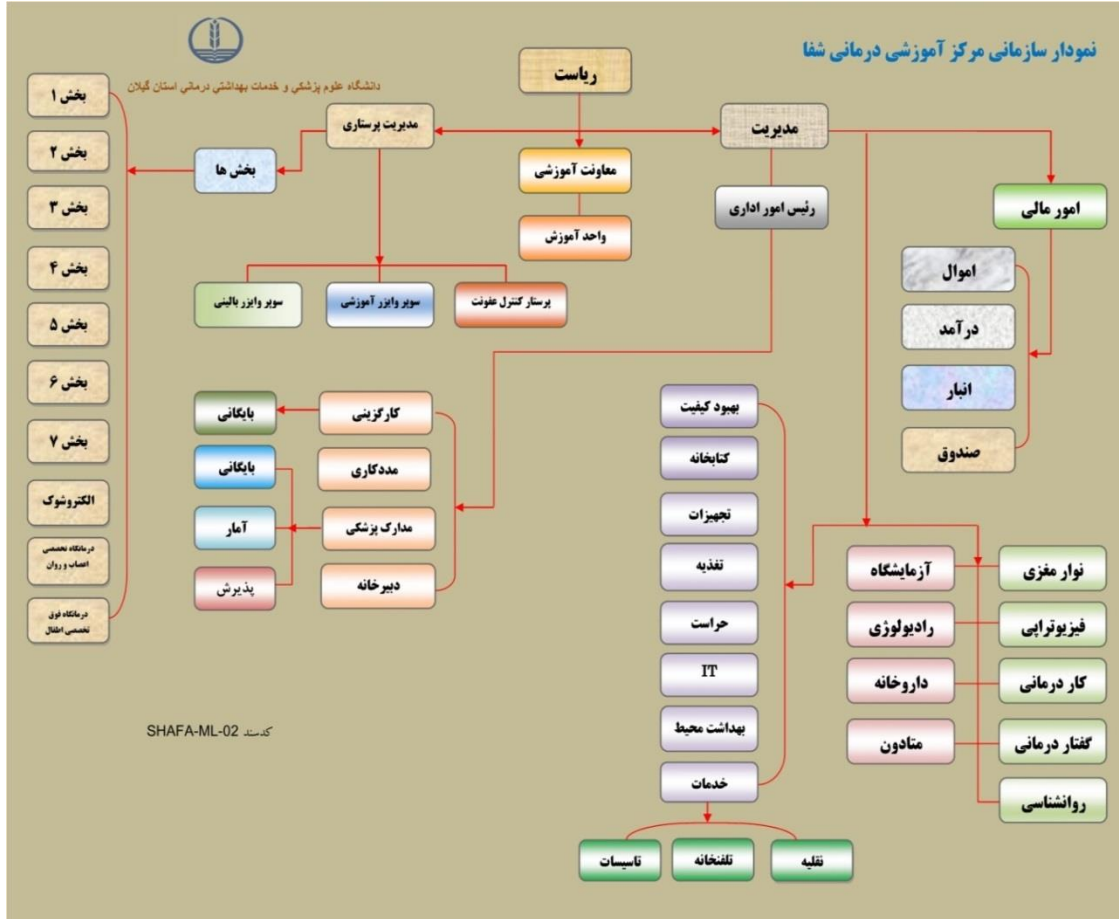 نمودار سازمانی مرکز آموزشی درمانی شفا
دانشگاه علوم پزشکی و خدمات بهداشتی درمانی استان گیلان
ریاست
مدیریت
مدیریت پرستاری
معاونت آموزشی
واحد آموزش
رئیس امور اداری
امور مالی
اموال
درآمد
انبار
صندوق
بخش ها
بخش ۱
بخش ۲
بخش ۳
بخش ۴
بخش ۵
بخش ۶
بخش ۷
الکتروشوک
درمانگاه تخصصی
اعصاب و روان
درمانگاه فوق
تخصصی اطفال
پرستار کنترل عفونت
سوپر وایزر آموزشی
سوپر وایزر بالینی
کارگزینی
بایگانی
مددکاری
بایگانی
مدارک پزشکی
آمار
دبیرخانه
پذیرش
بهبود کیفیت
کتابخانه
تجهیزات
تغذیه
حراست
IT
بهداشت محیط
خدمات
نقلیه
تلفنخانه
تاسیسات
نوار مغزی
آزمایشگاه
فیزیوتراپی
رادیولوژی
کار درمانی
داروخانه
گفتار درمانی
متادون
روانشناسی
کدسند SHAFA-ML-02